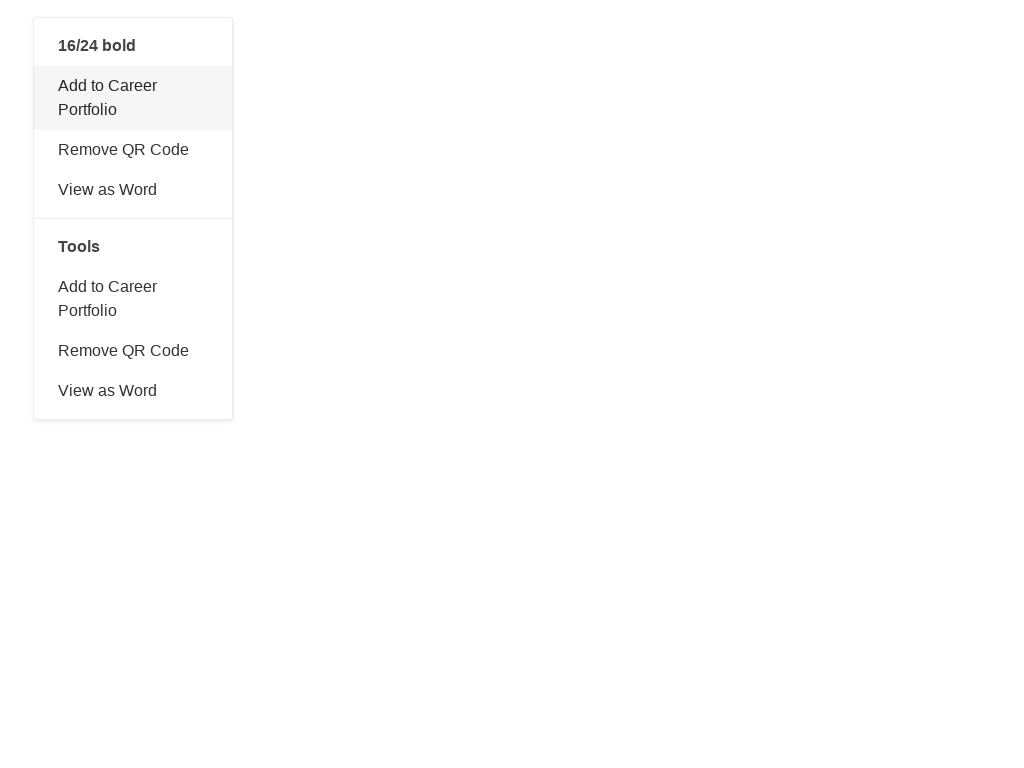 16/24 bold
Add to Career
Portfolio
Remove QR Code
View as Word
Tools
Add to Career
Portfolio
Remove QR Code
View as Word